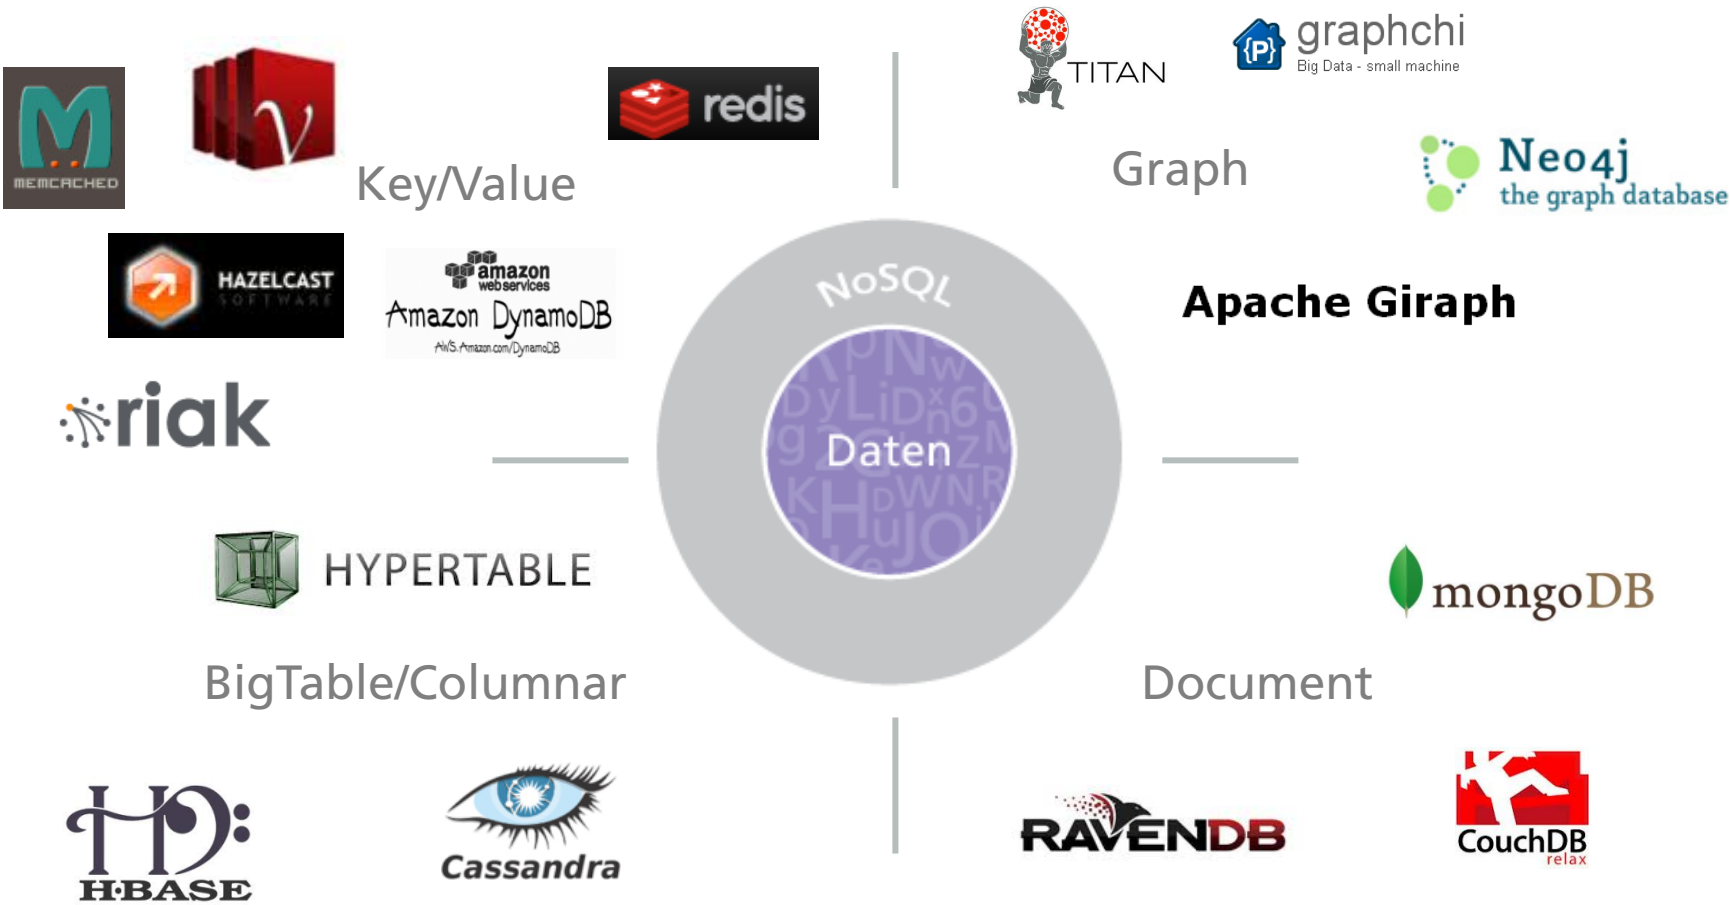 MEMCACHED
V
redis
Key/Value
HAZELCAST
SOFTWARE
amazon
webservices
Amazon DynamoDB
AWS.Amazon.com/DynamoDB
riak
TITAN
{P}
graphchi
Big Data - small machine
Graph
Neo4j
the graph database
Apache Giraph
NoSQL
Daten
HYPERTABLE
BigTable/Columnar
H·BASE
Cassandra
mongoDB
Document
RAVENDB
CouchDB
relax